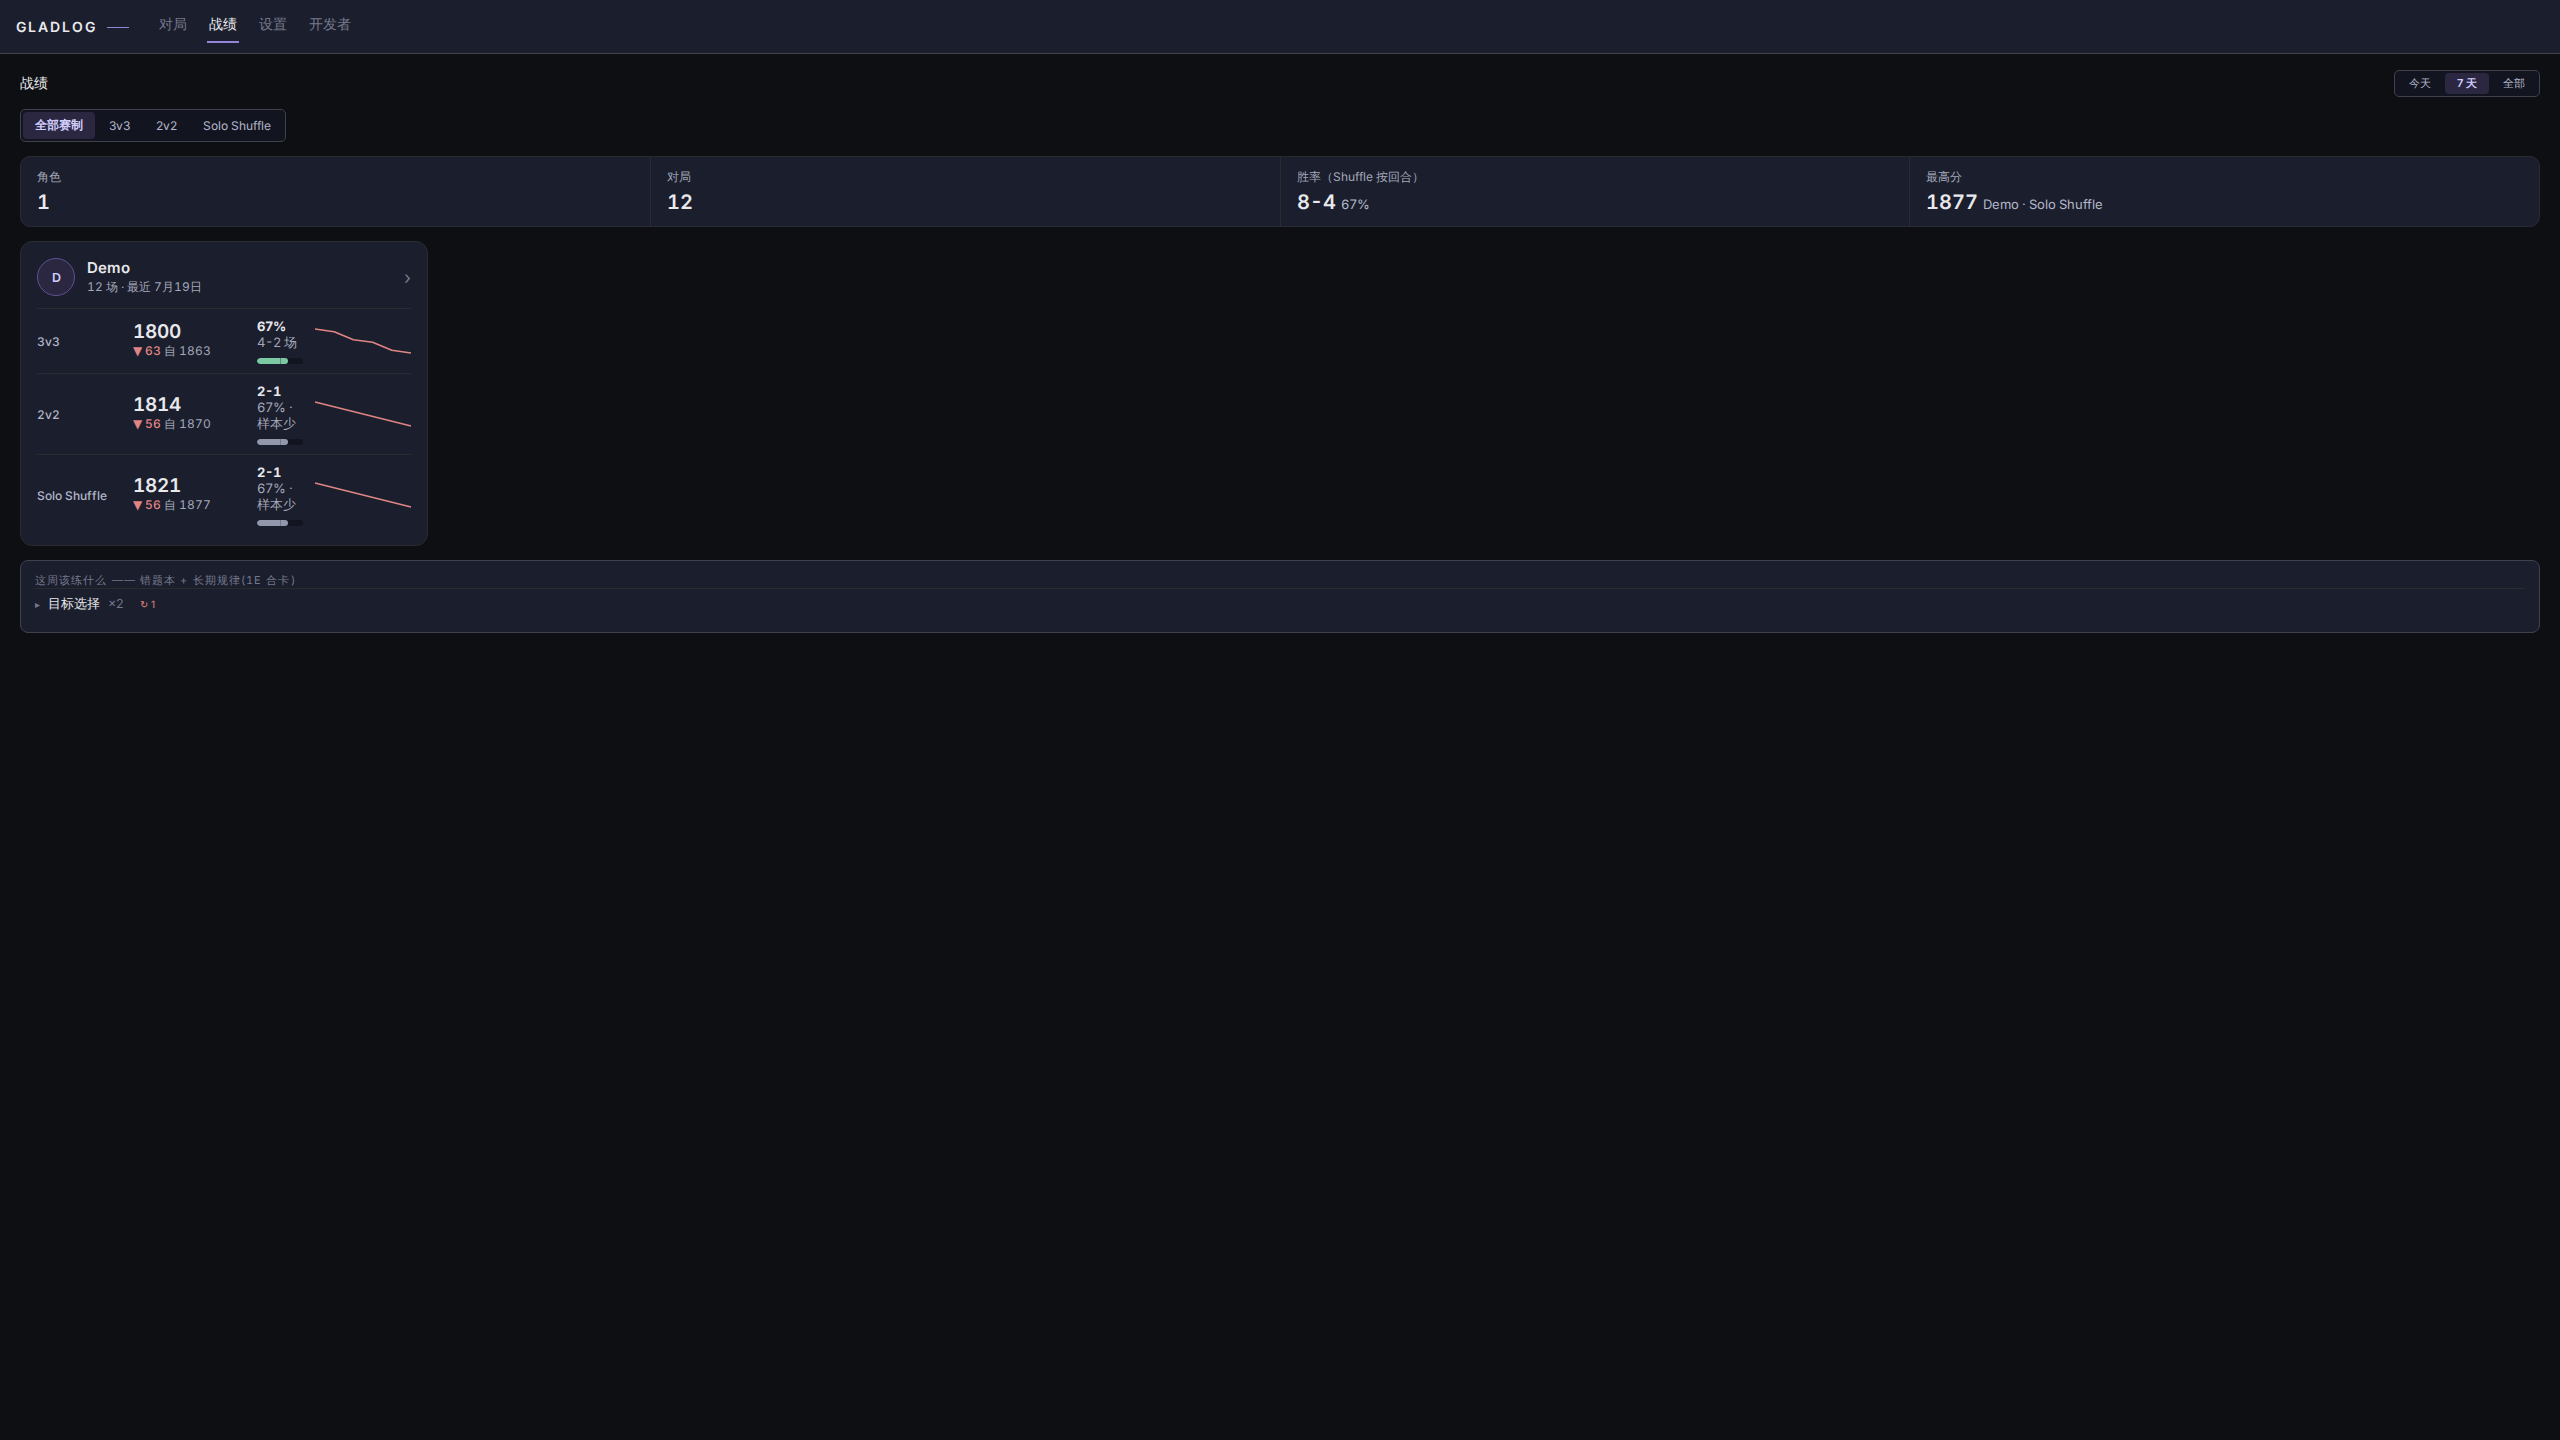 GLADLOG 对局 战绩 设置 开发者
战绩
今天 7 天 全部
全部赛制 3v3 2v2 Solo Shuffle
角色
1
对局
12
胜率（Shuffle 按回合）
8-4 67%
最高分
1877 Demo · Solo Shuffle
D
Demo
12 场 · 最近 7月19日
›
3v3
1800
▼ 63 自 1863
67%
4-2 场
2v2
1814
▼ 56 自 1870
2-1
67% ·
样本少
Solo Shuffle
1821
▼ 56 自 1877
2-1
67% ·
样本少
这周该练什么 —— 错题本 + 长期规律(1E 合卡)
▸ 目标选择 ×2 ↻ 1